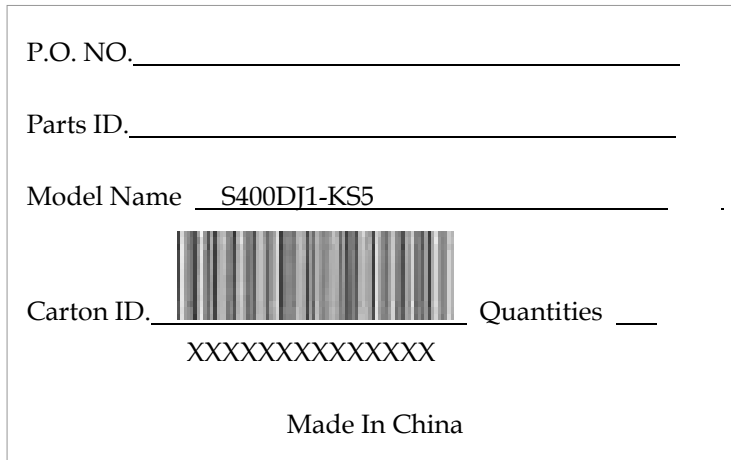 P.O. NO.
Parts ID.
Model Name S400DJ1-KS5
Carton ID. Quantities
XXXXXXXXXXXXXX
Made In China